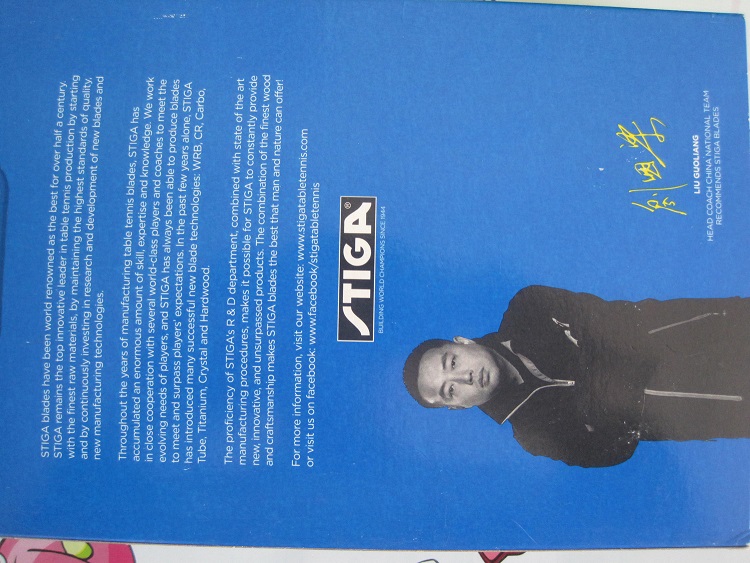 STIGA blades have been world renowned as the best for over half a century.
STIGA remains the top innovative leader in table tennis production by starting
with the finest raw materials, by maintaining the highest standards of quality,
and by continuously investing in research and development of new blades and
new manufacturing technologies.
Throughout the years of manufacturing table tennis blades, STIGA has
accumulated an enormous amount of skill, expertise and knowledge. We work
in close cooperation with several world-class players and coaches to meet the
evolving needs of players, and STIGA has always been able to produce blades
to meet and surpass players' expectations. In the past few years alone, STIGA
has introduced many successful new blade technologies: WRB, CR, Carbo,
Tube, Titanium, Crystal and Hardwood.
The proficiency of STIGA's R & D department, combined with state of the art
manufacturing procedures, makes it possible for STIGA to constantly provide
new, innovative, and unsurpassed products. The combination of the finest wood
and craftsmanship makes STIGA blades the best that man and nature can offer!
For more information, visit our website: www.stigatabletennis.com
or visit us on facebook: www.facebook/stigatabletennis
STIGA®
BUILDING WORLD CHAMPIONS SINCE 1944
LIU GUOLIANG
HEAD COACH CHINA NATIONAL TEAM
RECOMMENDS STIGA BLADES